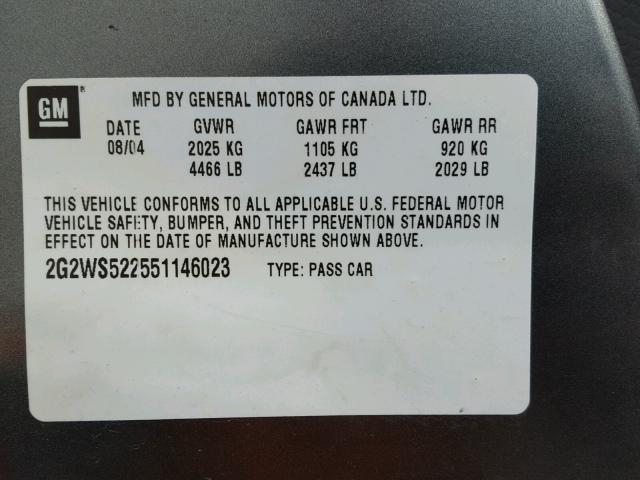 GM®
MFD BY GENERAL MOTORS OF CANADA LTD.
DATE GVWR GAWR FRT GAWR RR
08/04 2025 KG 1105 KG 920 KG
4466 LB 2437 LB 2029 LB
THIS VEHICLE CONFORMS TO ALL APPLICABLE U.S. FEDERAL MOTOR
VEHICLE SAFETY, BUMPER, AND THEFT PREVENTION STANDARDS IN
EFFECT ON THE DATE OF MANUFACTURE SHOWN ABOVE.
2G2WS522551146023 TYPE: PASS CAR